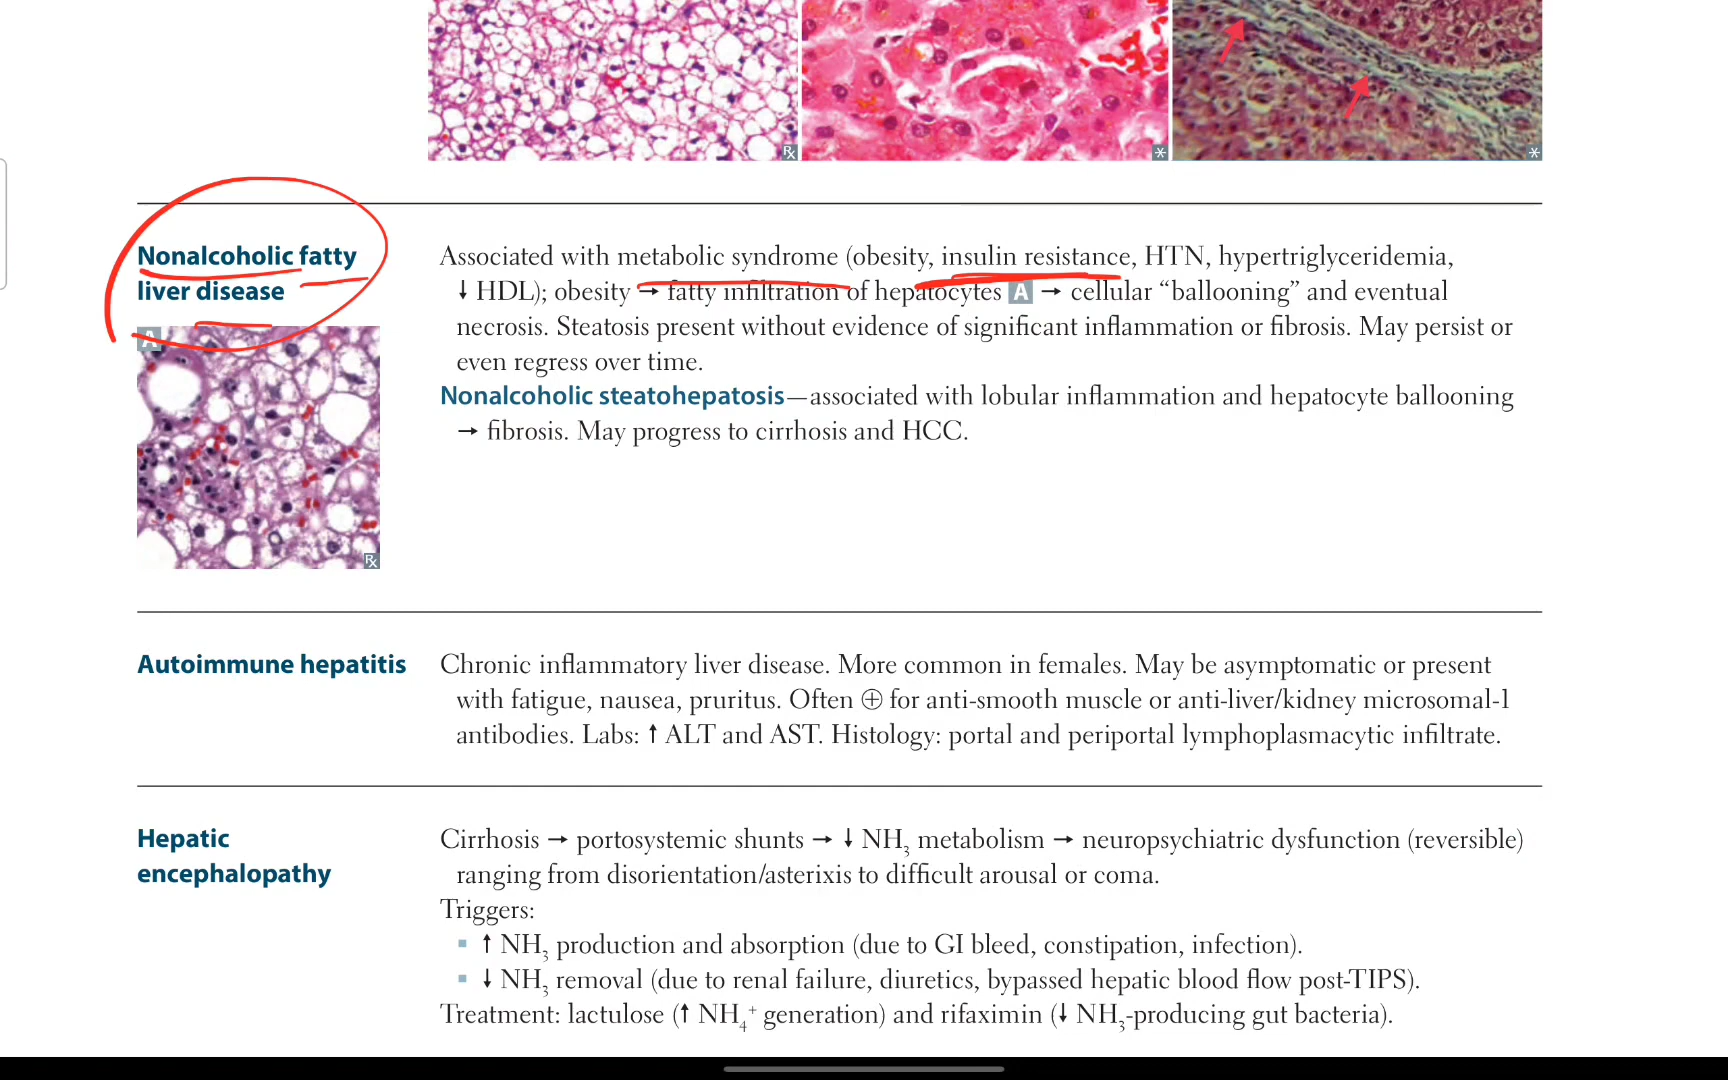 ℞
*
*
Nonalcoholic fatty
liver disease
A
℞
Associated with metabolic syndrome (obesity, insulin resistance, HTN, hypertriglyceridemia,
↓ HDL); obesity → fatty infiltration of hepatocytes A → cellular “ballooning” and eventual
necrosis. Steatosis present without evidence of significant inflammation or fibrosis. May persist or
even regress over time.
Nonalcoholic steatohepatosis—associated with lobular inflammation and hepatocyte ballooning
→ fibrosis. May progress to cirrhosis and HCC.
Autoimmune hepatitis
Chronic inflammatory liver disease. More common in females. May be asymptomatic or present
with fatigue, nausea, pruritus. Often ⊕ for anti-smooth muscle or anti-liver/kidney microsomal-1
antibodies. Labs: ↑ ALT and AST. Histology: portal and periportal lymphoplasmacytic infiltrate.
Hepatic
encephalopathy
Cirrhosis → portosystemic shunts → ↓ NH₃ metabolism → neuropsychiatric dysfunction (reversible)
ranging from disorientation/asterixis to difficult arousal or coma.
Triggers:
▪ ↑ NH₃ production and absorption (due to GI bleed, constipation, infection).
▪ ↓ NH₃ removal (due to renal failure, diuretics, bypassed hepatic blood flow post-TIPS).
Treatment: lactulose (↑ NH₄⁺ generation) and rifaximin (↓ NH₃-producing gut bacteria).